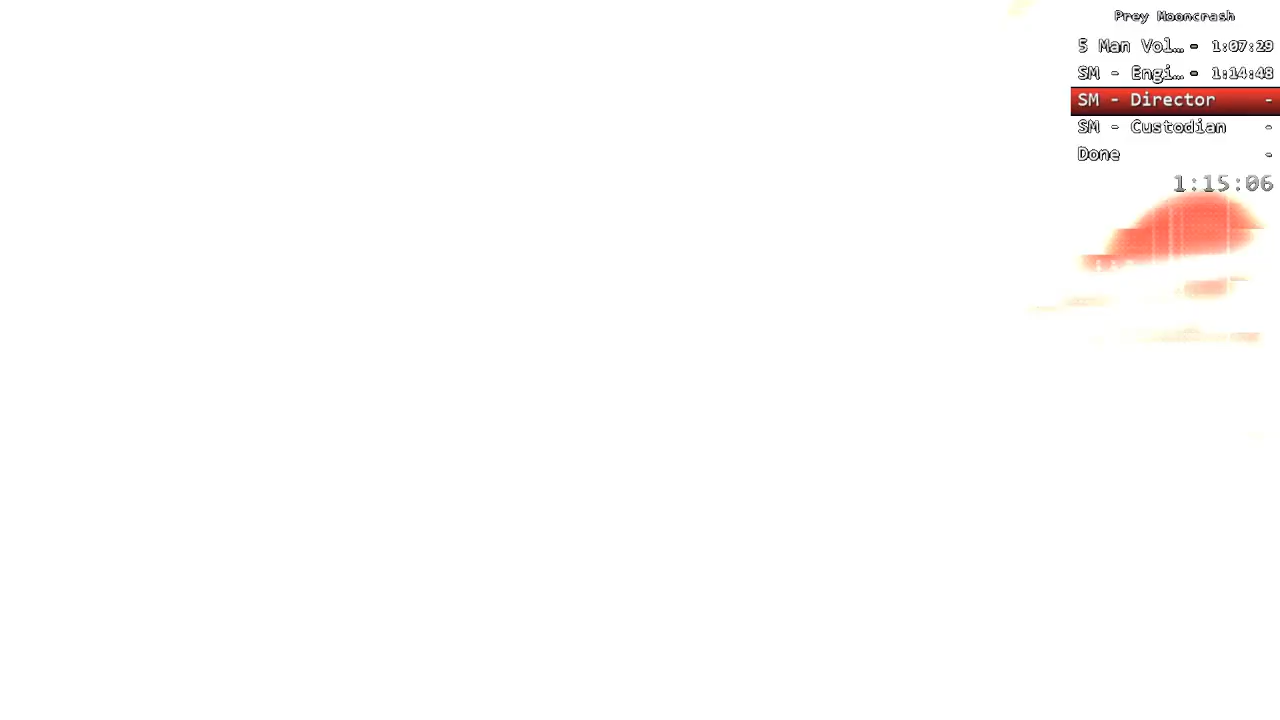 Prey Mooncrash
5 Man Vol… - 1:07:29
SM - Engi… - 1:14:48
SM - Director -
SM - Custodian -
Done -
1:15:06